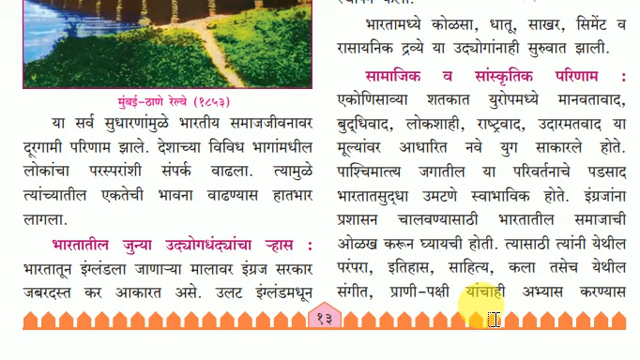 मुंबई-ठाणे रेल्वे (१८५३)
या सर्व सुधारणांमुळे भारतीय समाजजीवनावर
दूरगामी परिणाम झाले. देशाच्या विविध भागांमधील
लोकांचा परस्परांशी संपर्क वाढला. त्यामुळे
त्यांच्यातील एकतेची भावना वाढण्यास हातभार
लागला.
भारतातील जुन्या उद्योगधंद्यांचा ऱ्हास :
भारतातून इंग्लंडला जाणाऱ्या मालावर इंग्रज सरकार
जबरदस्त कर आकारत असे. उलट इंग्लंडमधून
भारतामध्ये कोळसा, धातू, साखर, सिमेंट व
रासायनिक द्रव्ये या उद्योगांनाही सुरुवात झाली.
सामाजिक व सांस्कृतिक परिणाम :
एकोणिसाव्या शतकात युरोपमध्ये मानवतावाद,
बुद्धिवाद, लोकशाही, राष्ट्रवाद, उदारमतवाद या
मूल्यांवर आधारित नवे युग साकारले होते.
पाश्चिमात्त्य जगातील या परिवर्तनाचे पडसाद
भारतातसुद्धा उमटणे स्वाभाविक होते. इंग्रजांना
प्रशासन चालवण्यासाठी भारतातील समाजाची
ओळख करून घ्यायची होती. त्यासाठी त्यांनी येथील
परंपरा, इतिहास, साहित्य, कला तसेच येथील
संगीत, प्राणी-पक्षी यांचाही अभ्यास करण्यास
१३